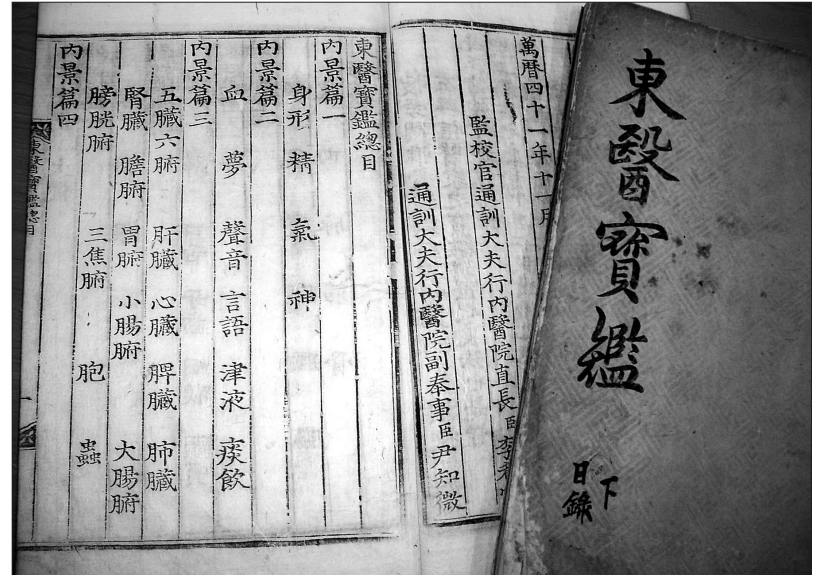 東醫寶鑑
下
目錄
萬曆四十一年十一月
監校官通訓大夫行內醫院直長臣李
通訓大夫行內醫院副奉事臣尹知微
東醫寶鑑總目
內景篇一
身形 精 氣 神
內景篇二
血 夢 聲音 言語 津液 痰飲
內景篇三
五臟六腑 肝臟 心臟 脾臟 肺臟
腎臟 膽腑 胃腑 小腸腑 大腸腑
膀胱腑 三焦腑 胞 蟲
內景篇四
東醫寶鑑總目